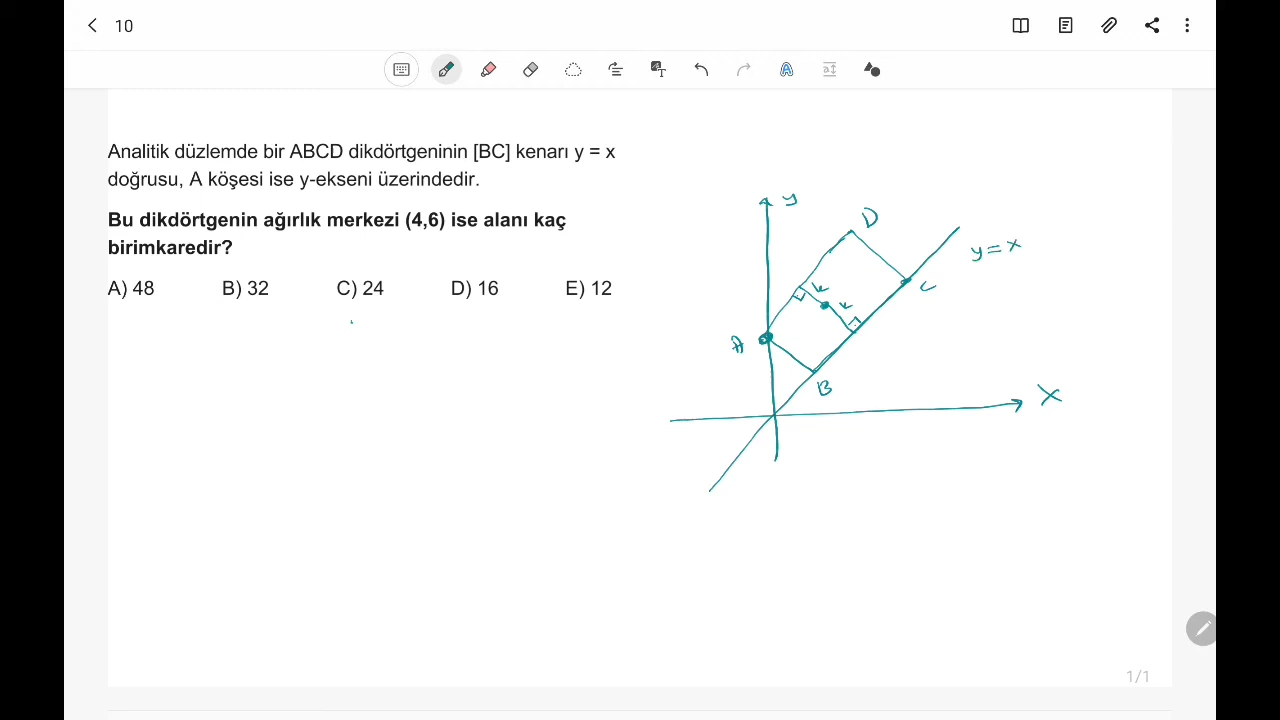 10
Analitik düzlemde bir ABCD dikdörtgeninin [BC] kenarı y = x
doğrusu, A köşesi ise y-ekseni üzerindedir.
Bu dikdörtgenin ağırlık merkezi (4,6) ise alanı kaç
birimkaredir?
A) 48 B) 32 C) 24 D) 16 E) 12
y
D
y = x
k k
C
A
B
X
1/1